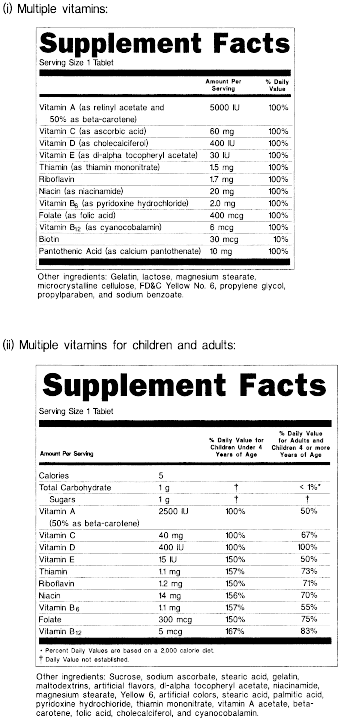 (i) Multiple vitamins:
Supplement Facts
Serving Size 1 Tablet
Amount Per Serving % Daily Value
Vitamin A (as retinyl acetate and 50% as beta-carotene) 5000 IU 100%
Vitamin C (as ascorbic acid) 60 mg 100%
Vitamin D (as cholecalciferol) 400 IU 100%
Vitamin E (as dl-alpha tocopheryl acetate) 30 IU 100%
Thiamin (as thiamin mononitrate) 1.5 mg 100%
Riboflavin 1.7 mg 100%
Niacin (as niacinamide) 20 mg 100%
Vitamin B6 (as pyridoxine hydrochloride) 2.0 mg 100%
Folate (as folic acid) 400 mcg 100%
Vitamin B12 (as cyanocobalamin) 6 mcg 100%
Biotin 30 mcg 10%
Pantothenic Acid (as calcium pantothenate) 10 mg 100%
Other ingredients: Gelatin, lactose, magnesium stearate,
microcrystalline cellulose, FD&C Yellow No. 6, propylene glycol,
propylparaben, and sodium benzoate.
(ii) Multiple vitamins for children and adults:
Supplement Facts
Serving Size 1 Tablet
Amount Per Serving % Daily Value for Children Under 4 Years of Age % Daily Value for Adults and Children 4 or more Years of Age
Calories 5
Total Carbohydrate 1 g † < 1%*
Sugars 1 g † †
Vitamin A (50% as beta-carotene) 2500 IU 100% 50%
Vitamin C 40 mg 100% 67%
Vitamin D 400 IU 100% 100%
Vitamin E 15 IU 150% 50%
Thiamin 1.1 mg 157% 73%
Riboflavin 1.2 mg 150% 71%
Niacin 14 mg 156% 70%
Vitamin B6 1.1 mg 157% 55%
Folate 300 mcg 150% 75%
Vitamin B12 5 mcg 167% 83%
* Percent Daily Values are based on a 2,000 calorie diet.
† Daily Value not established.
Other ingredients: Sucrose, sodium ascorbate, stearic acid, gelatin,
maltodextrins, artificial flavors, dl-alpha tocopheryl acetate, niacinamide,
magnesium stearate, Yellow 6, artificial colors, stearic acid, palmitic acid,
pyridoxine hydrochloride, thiamin mononitrate, vitamin A acetate, beta-
carotene, folic acid, cholecalciferol, and cyanocobalamin.